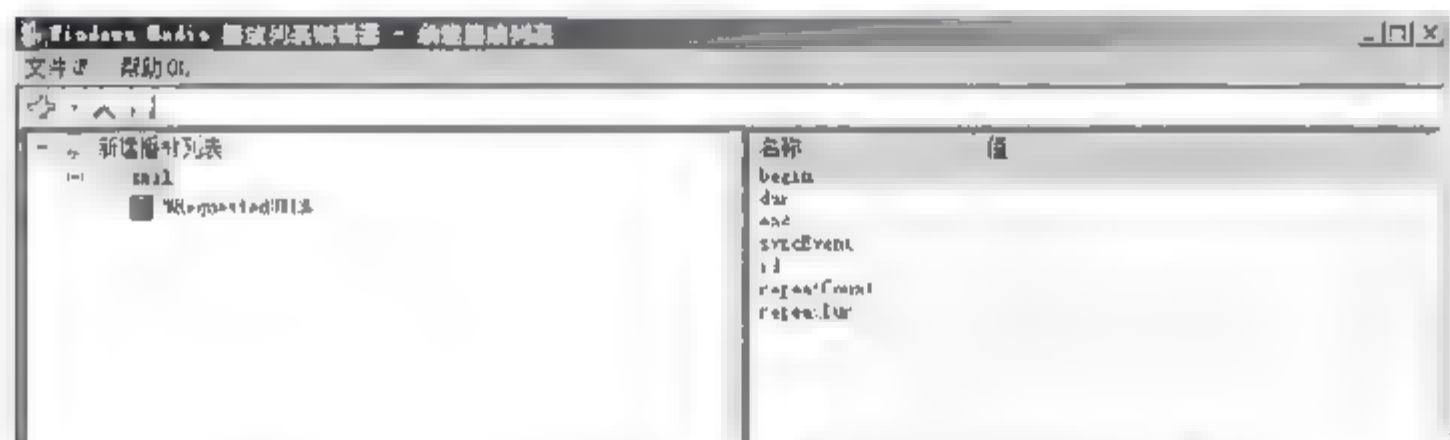 Windows Media 播放列表编辑器 - 新建播放列表
文件(F) 帮助(H)
新建播放列表
smil
%RequestedURL%
名称 值
begin
dur
end
syncEvent
id
repeatCount
repeatDur